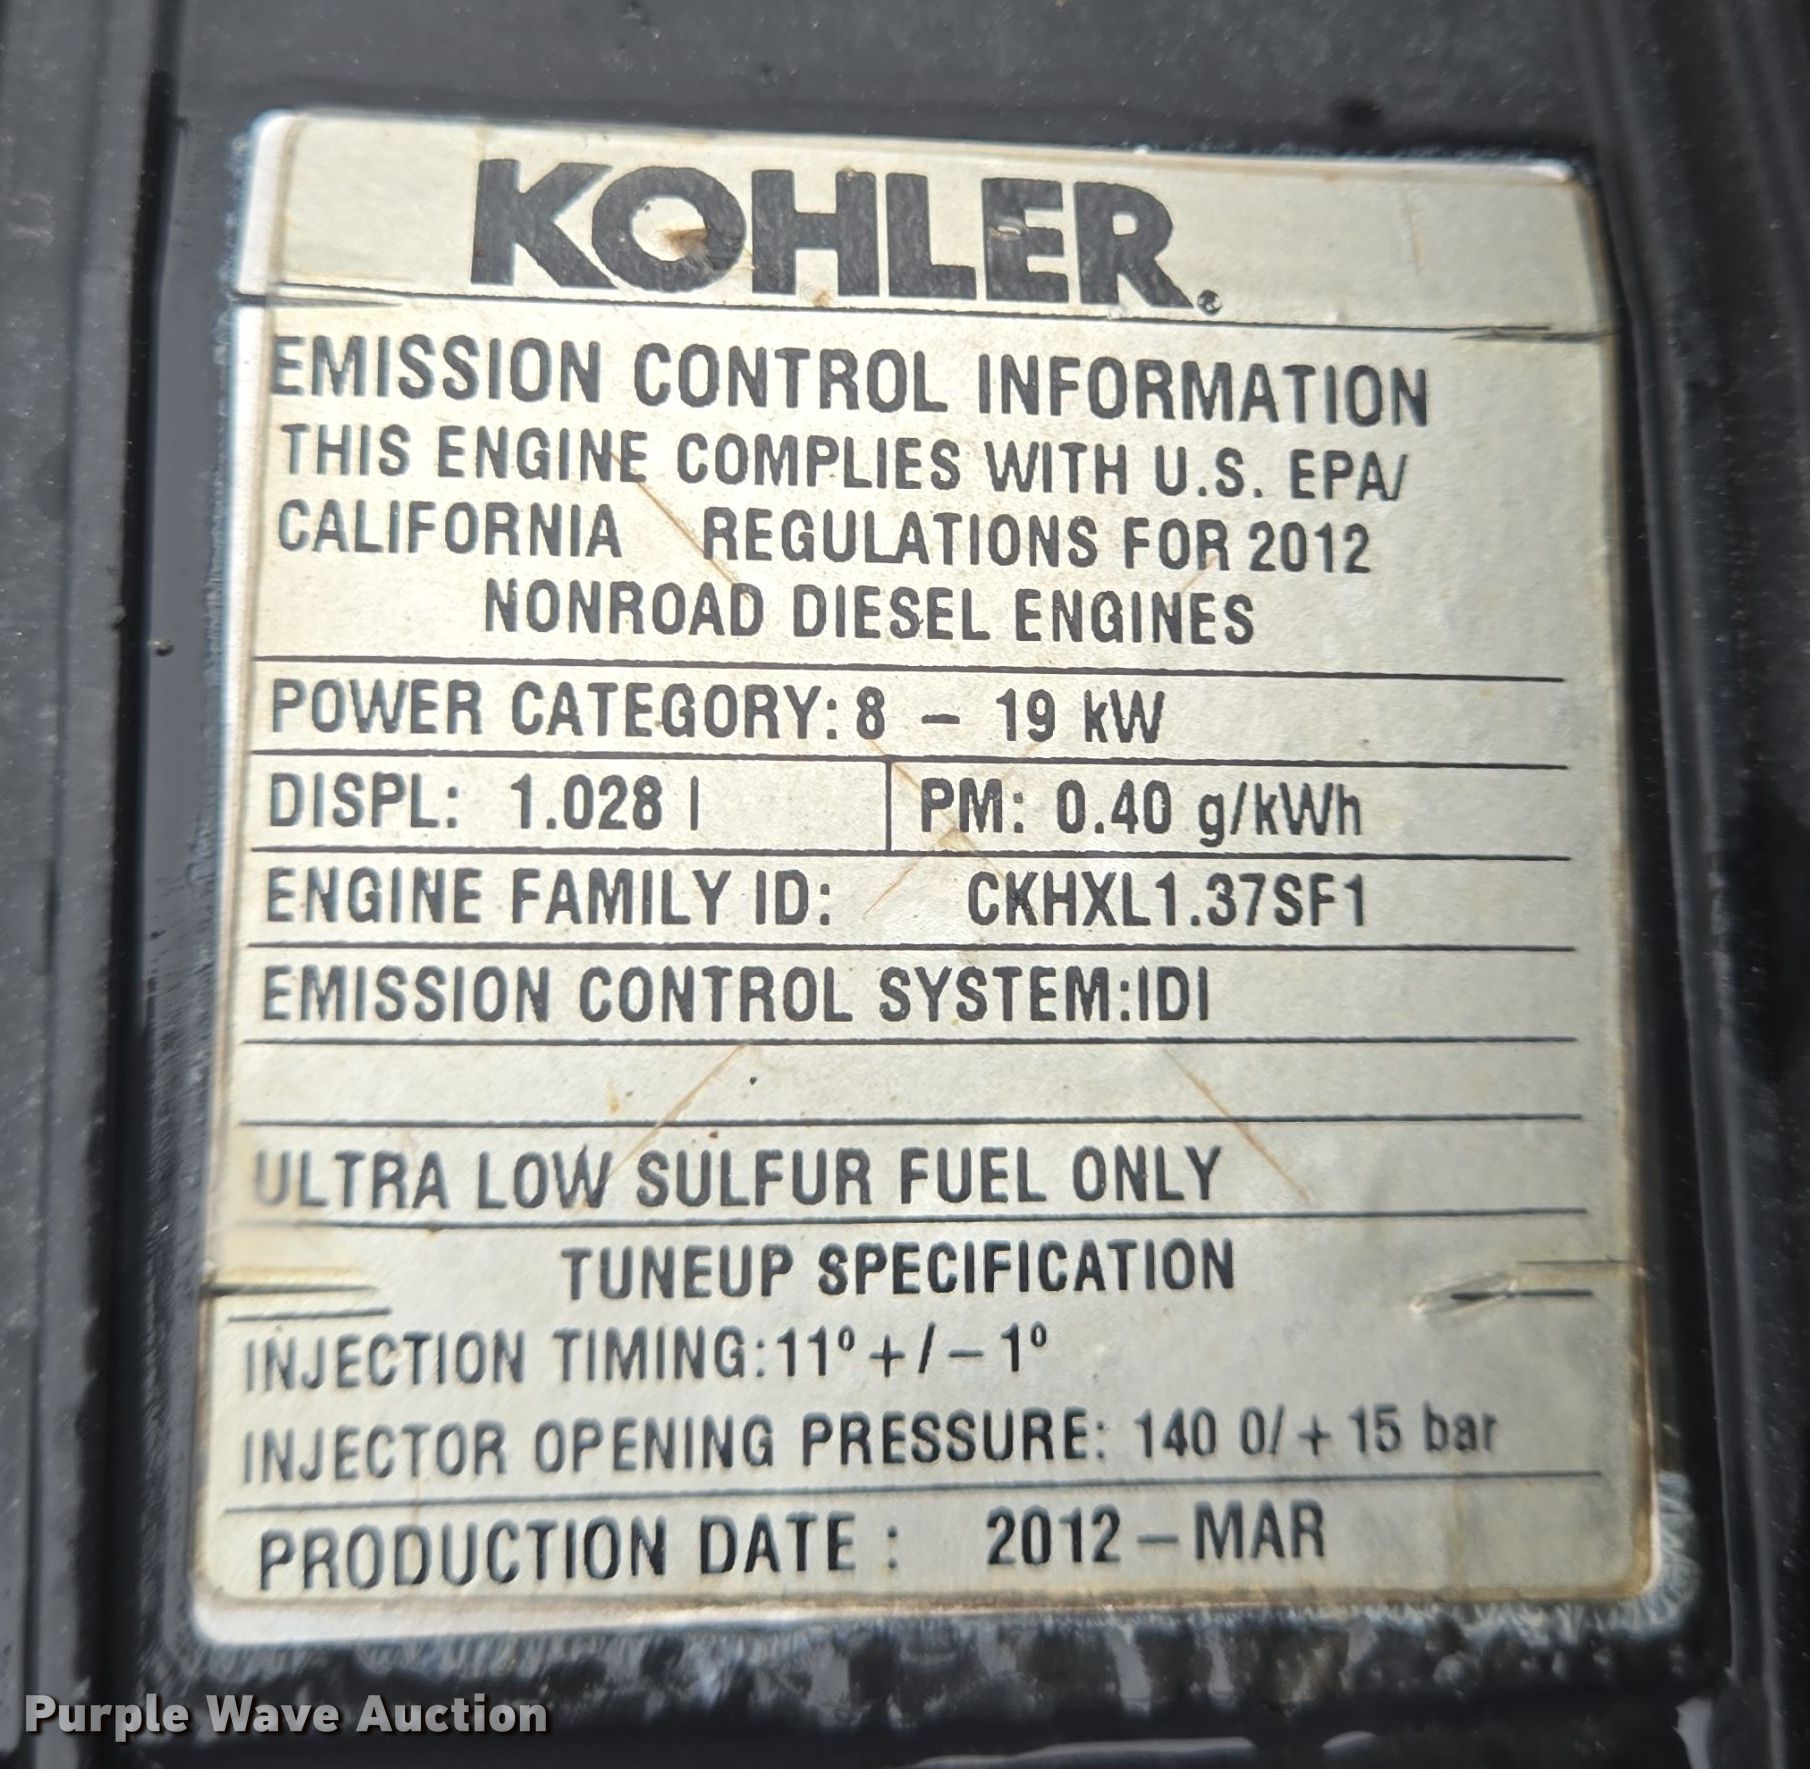 KOHLER®
EMISSION CONTROL INFORMATION
THIS ENGINE COMPLIES WITH U.S. EPA/
CALIFORNIA REGULATIONS FOR 2012
NONROAD DIESEL ENGINES
POWER CATEGORY: 8 – 19 kW
DISPL: 1.028 l PM: 0.40 g/kWh
ENGINE FAMILY ID: CKHXL1.37SF1
EMISSION CONTROL SYSTEM:IDI
ULTRA LOW SULFUR FUEL ONLY
TUNEUP SPECIFICATION
INJECTION TIMING:11º +/– 1º
INJECTOR OPENING PRESSURE: 140 0/ + 15 bar
PRODUCTION DATE : 2012 – MAR
Purple Wave Auction